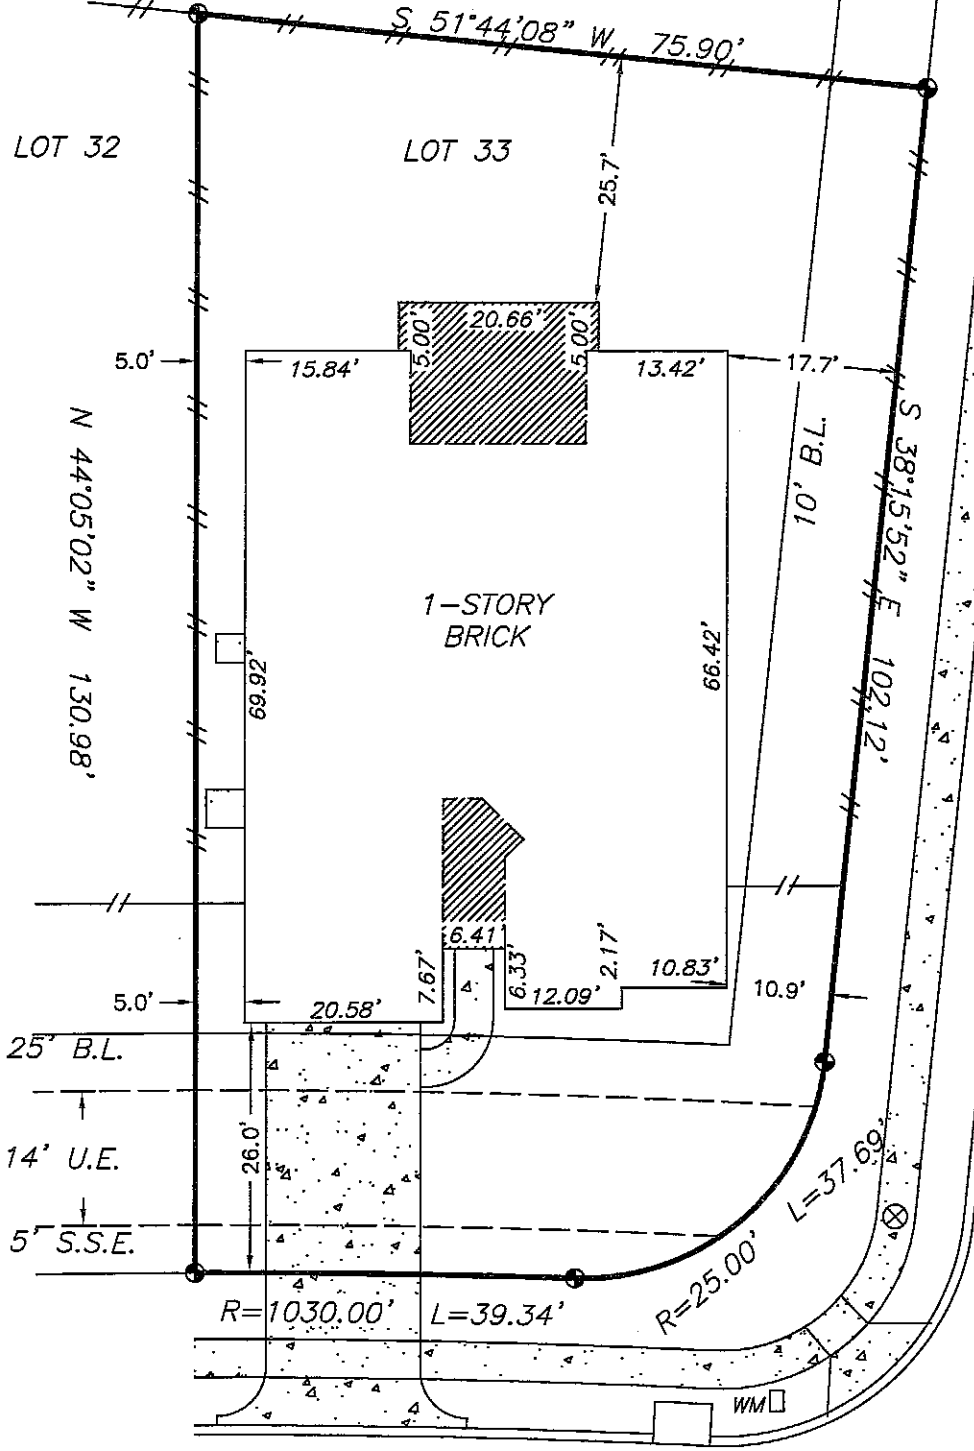 S 51°44'08" W 75.90'
LOT 32
LOT 33
25.7'
5.00'
20.66'
5.00'
5.0'
15.84'
13.42'
17.7'
N 44°05'02" W 130.98'
10' B.L.
S 38°15'52" E 102.12'
1-STORY
BRICK
69.92'
66.42'
6.41'
7.67'
6.33'
2.17'
10.83'
12.09'
20.58'
5.0'
10.9'
25' B.L.
14' U.E.
26.0'
5' S.S.E.
L=37.69'
R=25.00'
R=1030.00' L=39.34'
WM